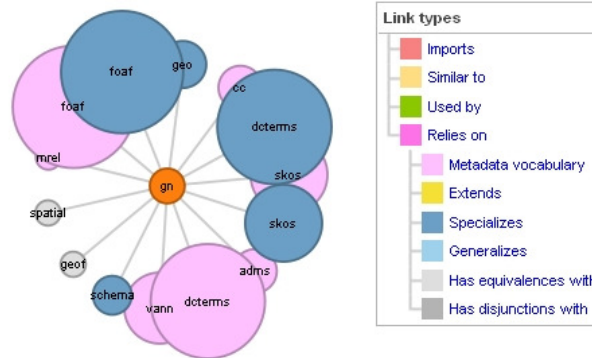 foaf
geo
foaf
cc
dcterms
mrel
skos
gn
spatial
skos
geof
adms
schema
vann
dcterms
Link types
Imports
Similar to
Used by
Relies on
Metadata vocabulary
Extends
Specializes
Generalizes
Has equivalences with
Has disjunctions with